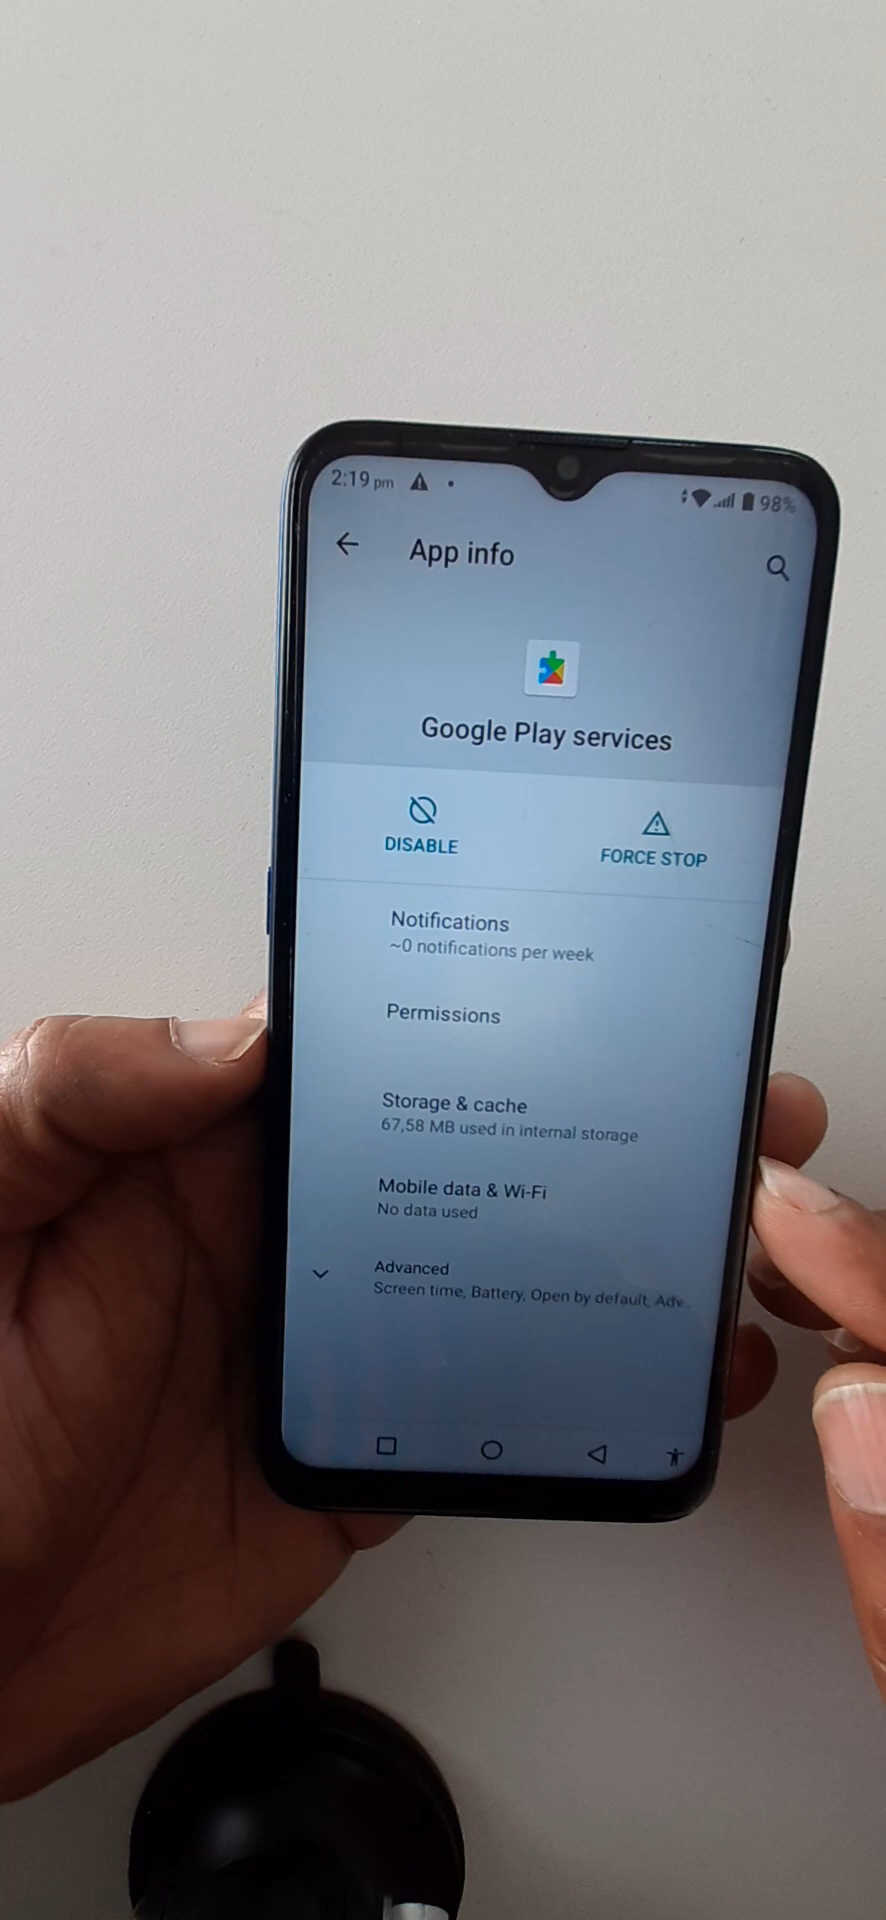 2:19 pm
98%
App info
Google Play services
DISABLE
FORCE STOP
Notifications
~0 notifications per week
Permissions
Storage & cache
67,58 MB used in internal storage
Mobile data & Wi-Fi
No data used
Advanced
Screen time, Battery, Open by default, Adv..